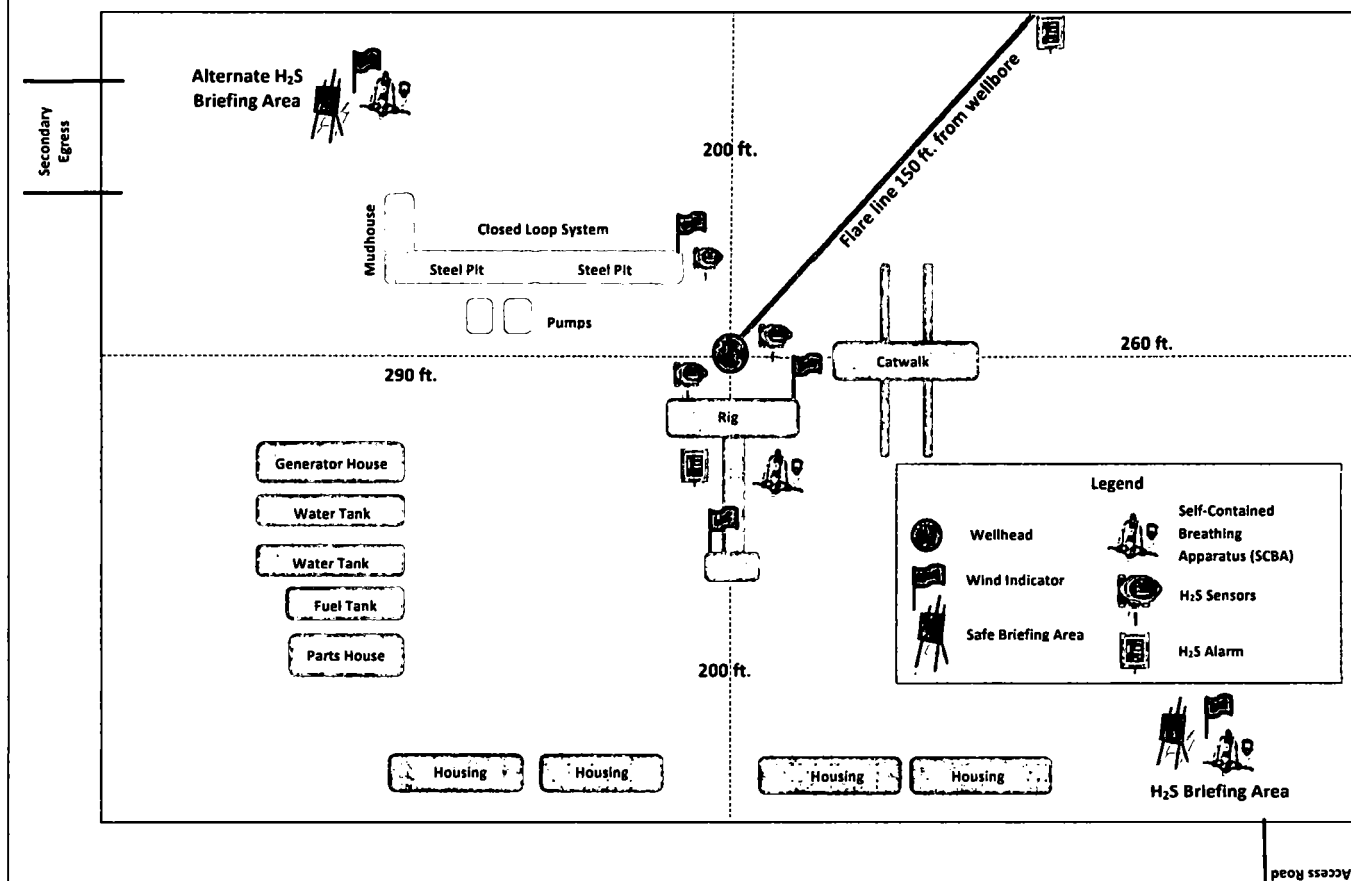 Alternate H₂S
Briefing Area
Secondary
Egress
200 ft.
Flare line 150 ft. from wellbore
Mudhouse
Closed Loop System
Steel Pit
Steel Pit
Pumps
290 ft.
260 ft.
Catwalk
Rig
Generator House
Water Tank
Water Tank
Fuel Tank
Parts House
200 ft.
Legend
Wellhead
Wind Indicator
Safe Briefing Area
Self-Contained
Breathing
Apparatus (SCBA)
H₂S Sensors
H₂S Alarm
Housing
Housing
Housing
Housing
H₂S Briefing Area
Access Road